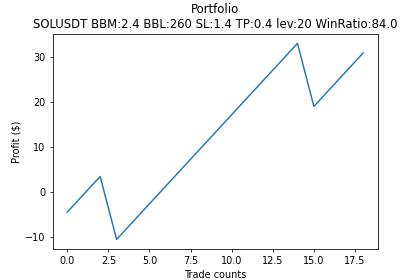 Portfolio
SOLUSDT BBM:2.4 BBL:260 SL:1.4 TP:0.4 lev:20 WinRatio:84.0
30
20
10
0
−10
Profit ($)
0.0 2.5 5.0 7.5 10.0 12.5 15.0 17.5
Trade counts